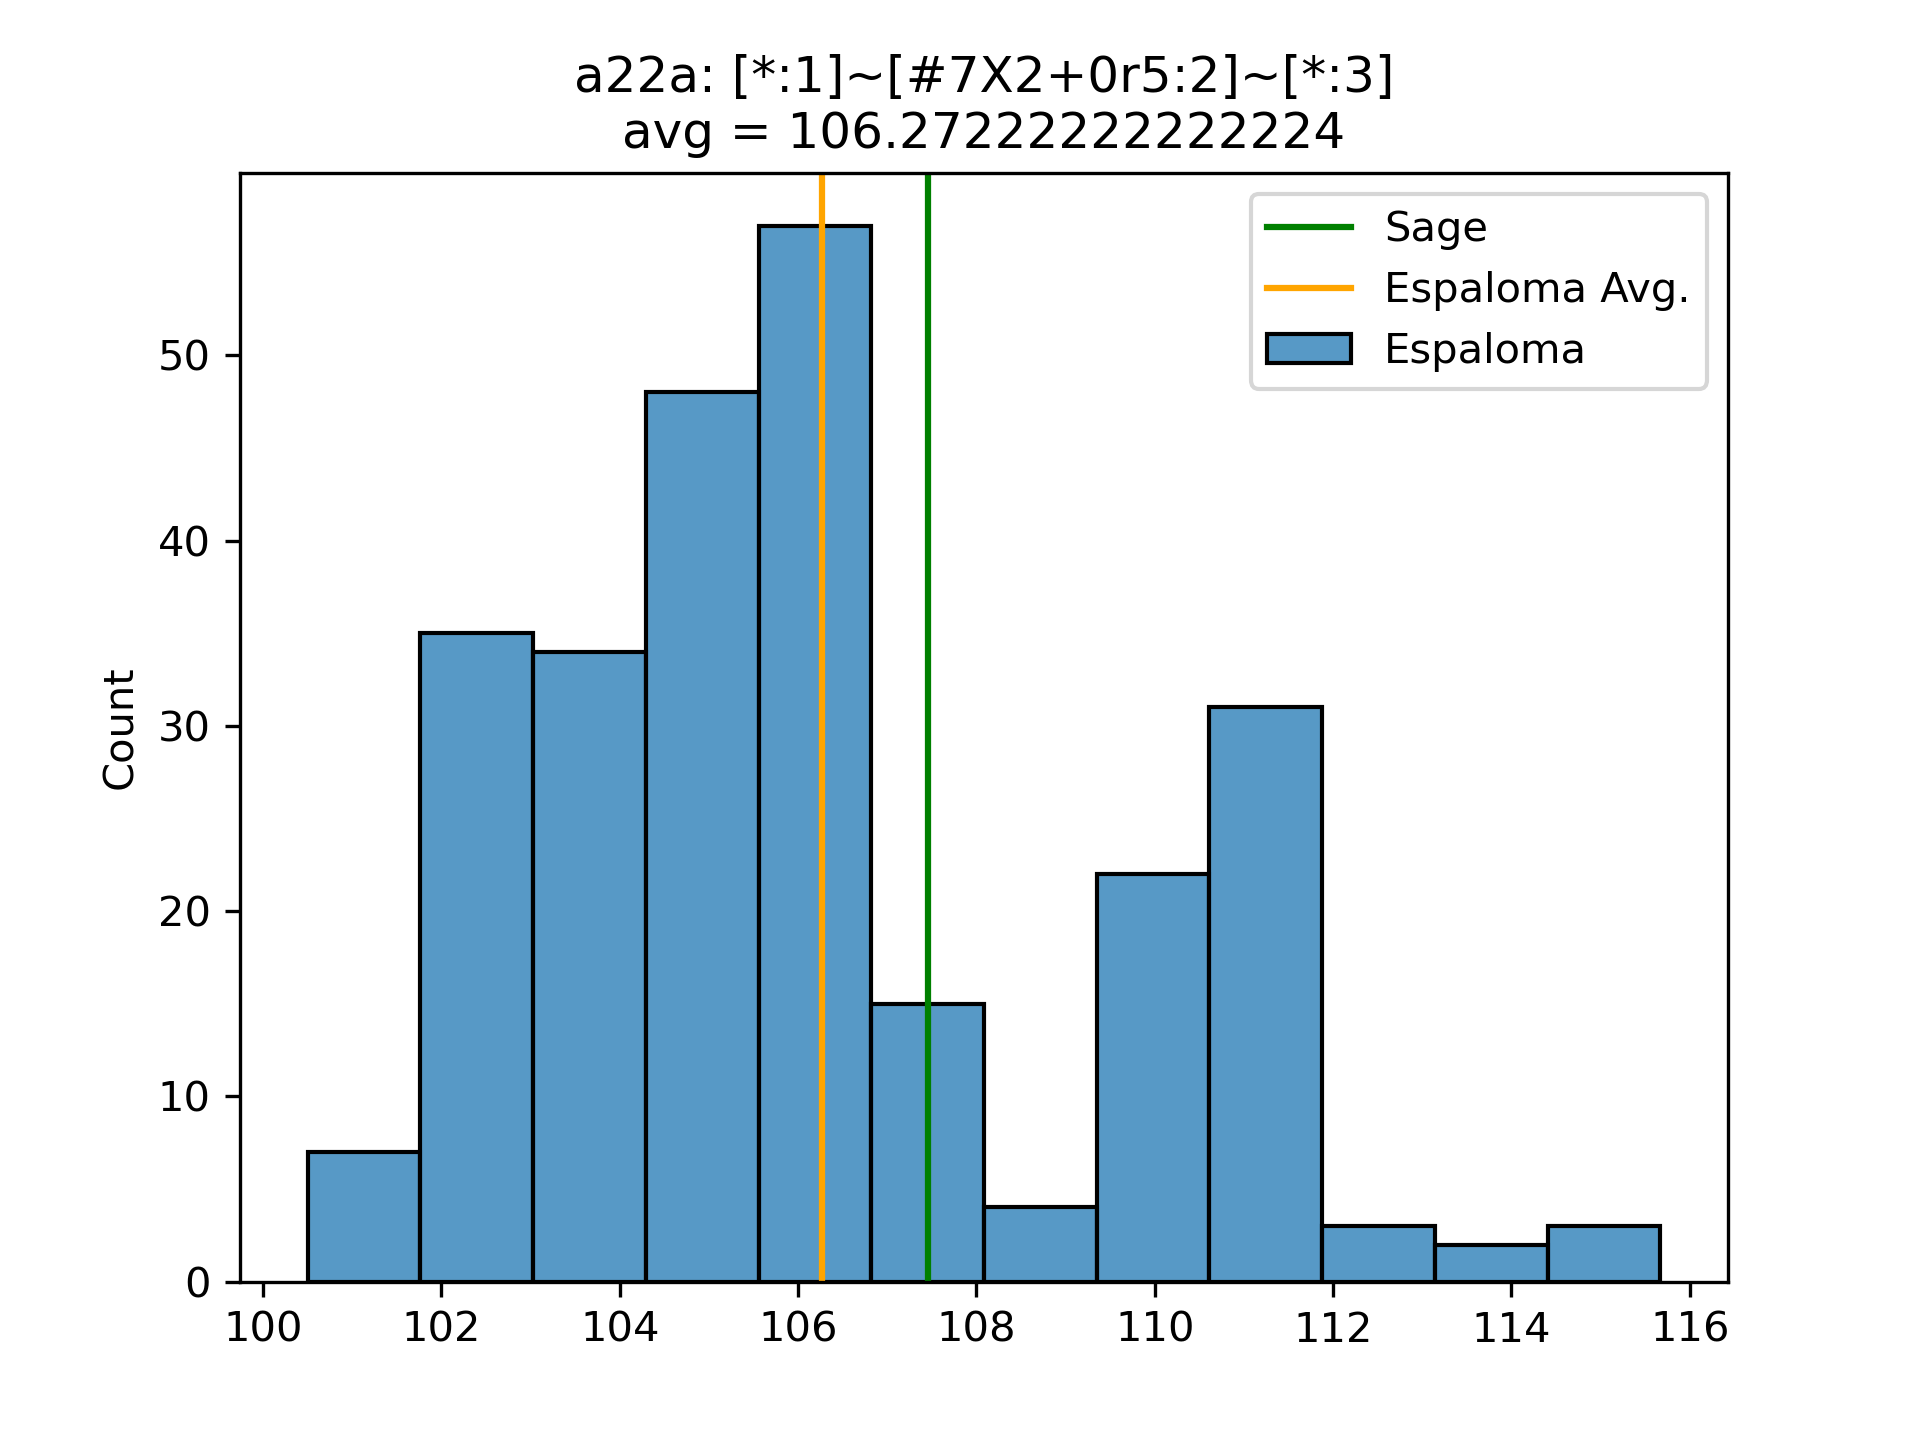 a22a: [*:1]~[#7X2+0r5:2]~[*:3]
avg = 106.27222222222224
Sage
Espaloma Avg.
Espaloma
Count
50
40
30
20
10
0
100 102 104 106 108 110 112 114 116